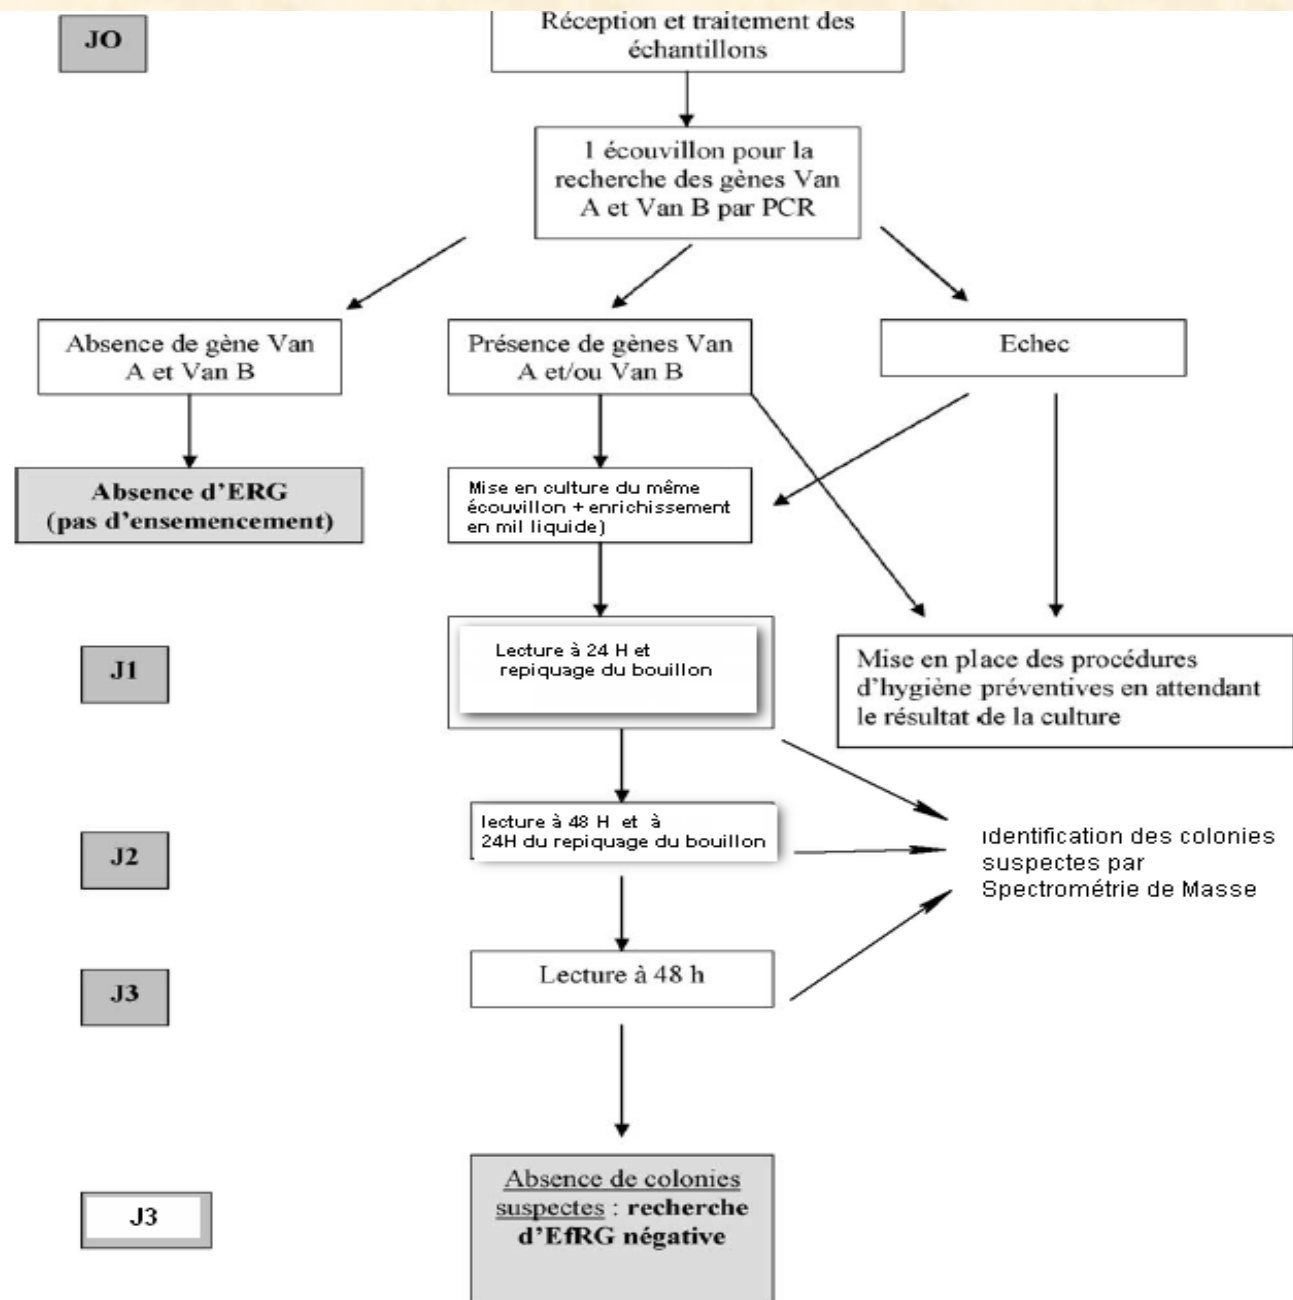 JO
Réception et traitement des
échantillons
1 écouvillon pour la
recherche des gènes Van
A et Van B par PCR
Absence de gène Van
A et Van B
Présence de gènes Van
A et/ou Van B
Echec
Absence d'ERG
(pas d'ensemencement)
Mise en culture du même
écouvillon + enrichissement
en mil liquide)
J1
Lecture à 24 H et
repiquage du bouillon
Mise en place des procédures
d'hygiène préventives en attendant
le résultat de la culture
J2
lecture à 48 H et à
24H du repiquage du bouillon
identification des colonies
suspectes par
Spectrométrie de Masse
J3
Lecture à 48 h
J3
Absence de colonies
suspectes : recherche
d'EfRG négative